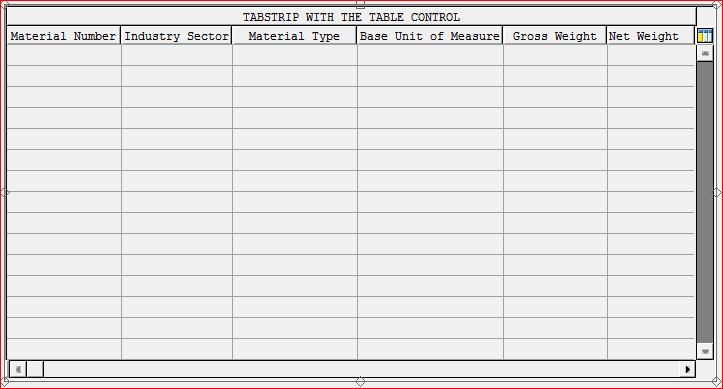 TABSTRIP WITH THE TABLE CONTROL
Material Number Industry Sector Material Type Base Unit of Measure Gross Weight Net Weight